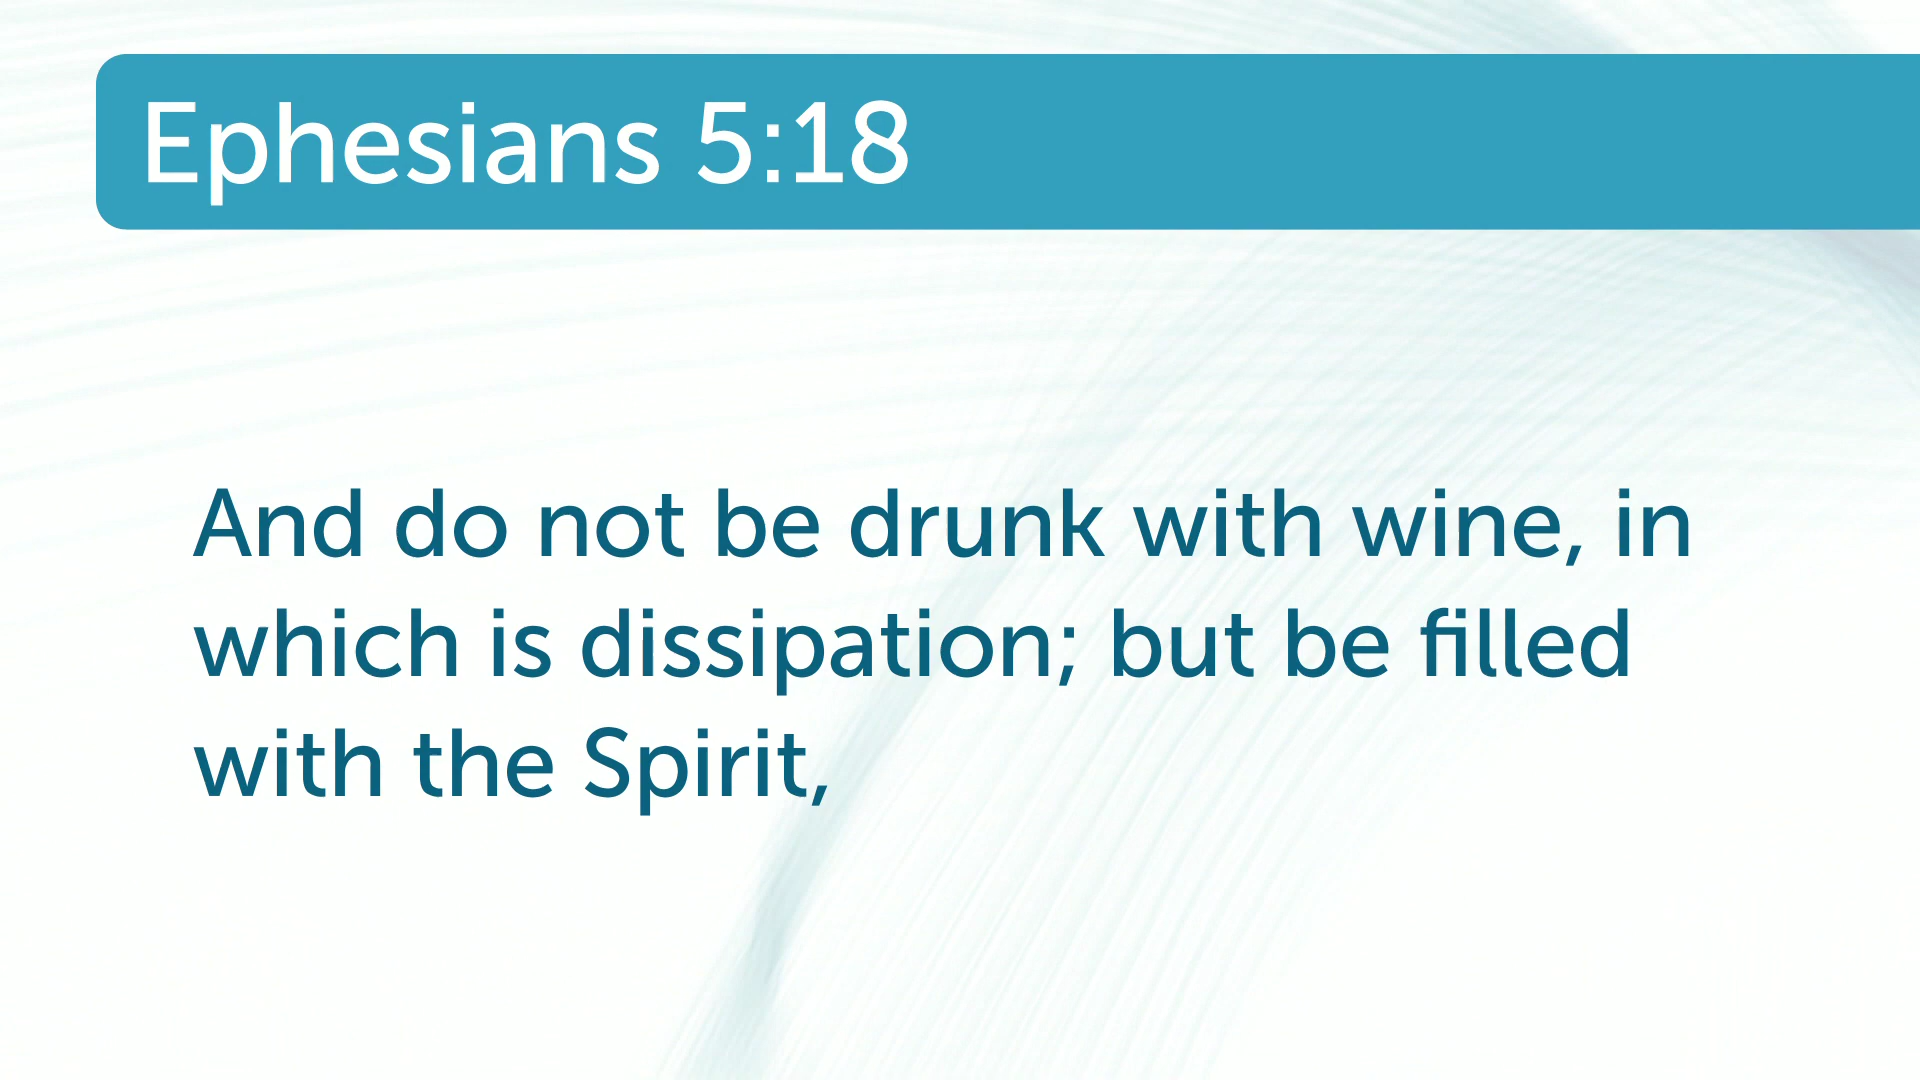 Ephesians 5:18
And do not be drunk with wine, in
which is dissipation; but be filled
with the Spirit,